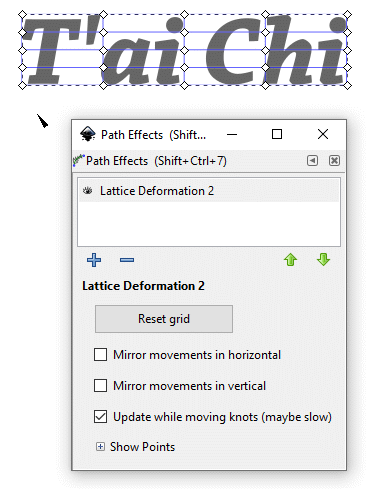 T'ai Chi
Path Effects (Shift...
Path Effects (Shift+Ctrl+7)
Lattice Deformation 2
Lattice Deformation 2
Reset grid
Mirror movements in horizontal
Mirror movements in vertical
Update while moving knots (maybe slow)
Show Points